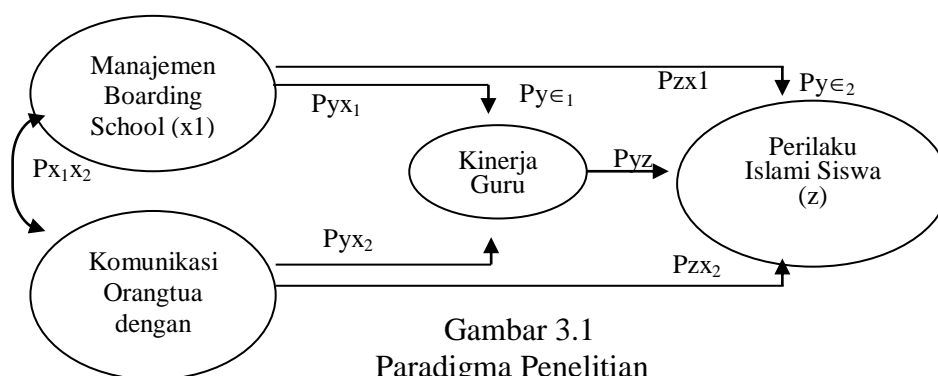 Manajemen
Boarding
School (x1)
Pzx1
Py∈₂
Pyx₁
Py∈₁
Px₁x₂
Kinerja
Guru
Pyz
Perilaku
Islami Siswa
(z)
Pyx₂
Pzx₂
Komunikasi
Orangtua
dengan
Gambar 3.1
Paradigma Penelitian